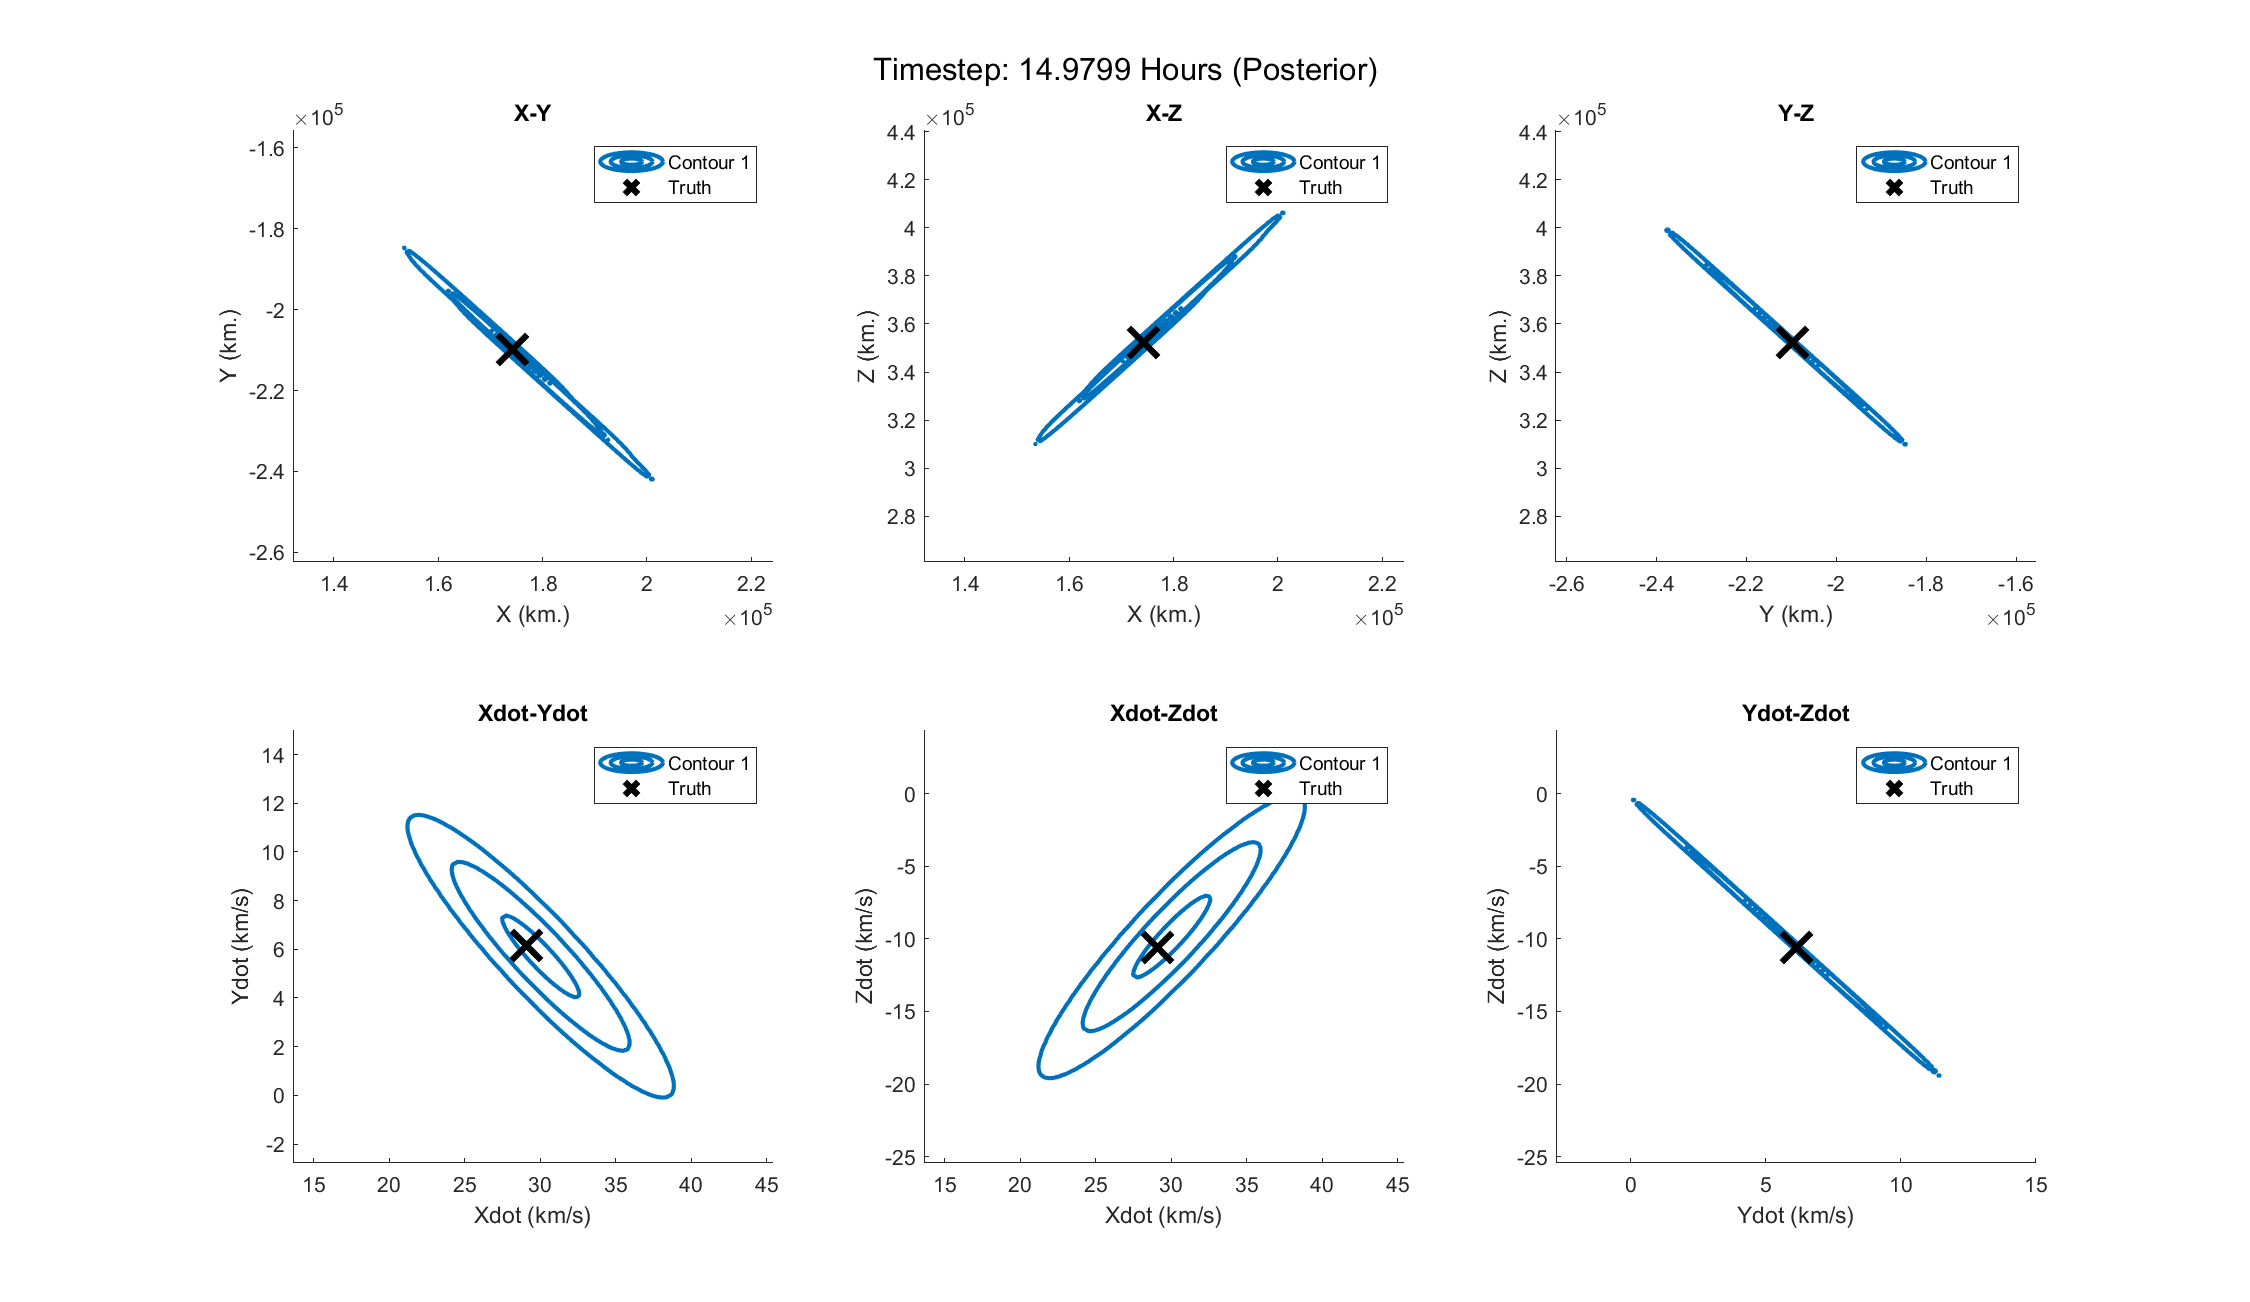 Timestep: 14.9799 Hours (Posterior)
X-Y
×10^5
-1.6
-1.8
-2
-2.2
-2.4
-2.6
Y (km.)
1.4 1.6 1.8 2 2.2
X (km.)
×10^5
Contour 1
Truth
X-Z
×10^5
4.4
4.2
4
3.8
3.6
3.4
3.2
3
2.8
Z (km.)
1.4 1.6 1.8 2 2.2
X (km.)
×10^5
Contour 1
Truth
Y-Z
×10^5
4.4
4.2
4
3.8
3.6
3.4
3.2
3
2.8
Z (km.)
-2.6 -2.4 -2.2 -2 -1.8 -1.6
Y (km.)
×10^5
Contour 1
Truth
Xdot-Ydot
14
12
10
8
6
4
2
0
-2
Ydot (km/s)
15 20 25 30 35 40 45
Xdot (km/s)
Contour 1
Truth
Xdot-Zdot
0
-5
-10
-15
-20
-25
Zdot (km/s)
15 20 25 30 35 40 45
Xdot (km/s)
Contour 1
Truth
Ydot-Zdot
0
-5
-10
-15
-20
-25
Zdot (km/s)
0 5 10 15
Ydot (km/s)
Contour 1
Truth